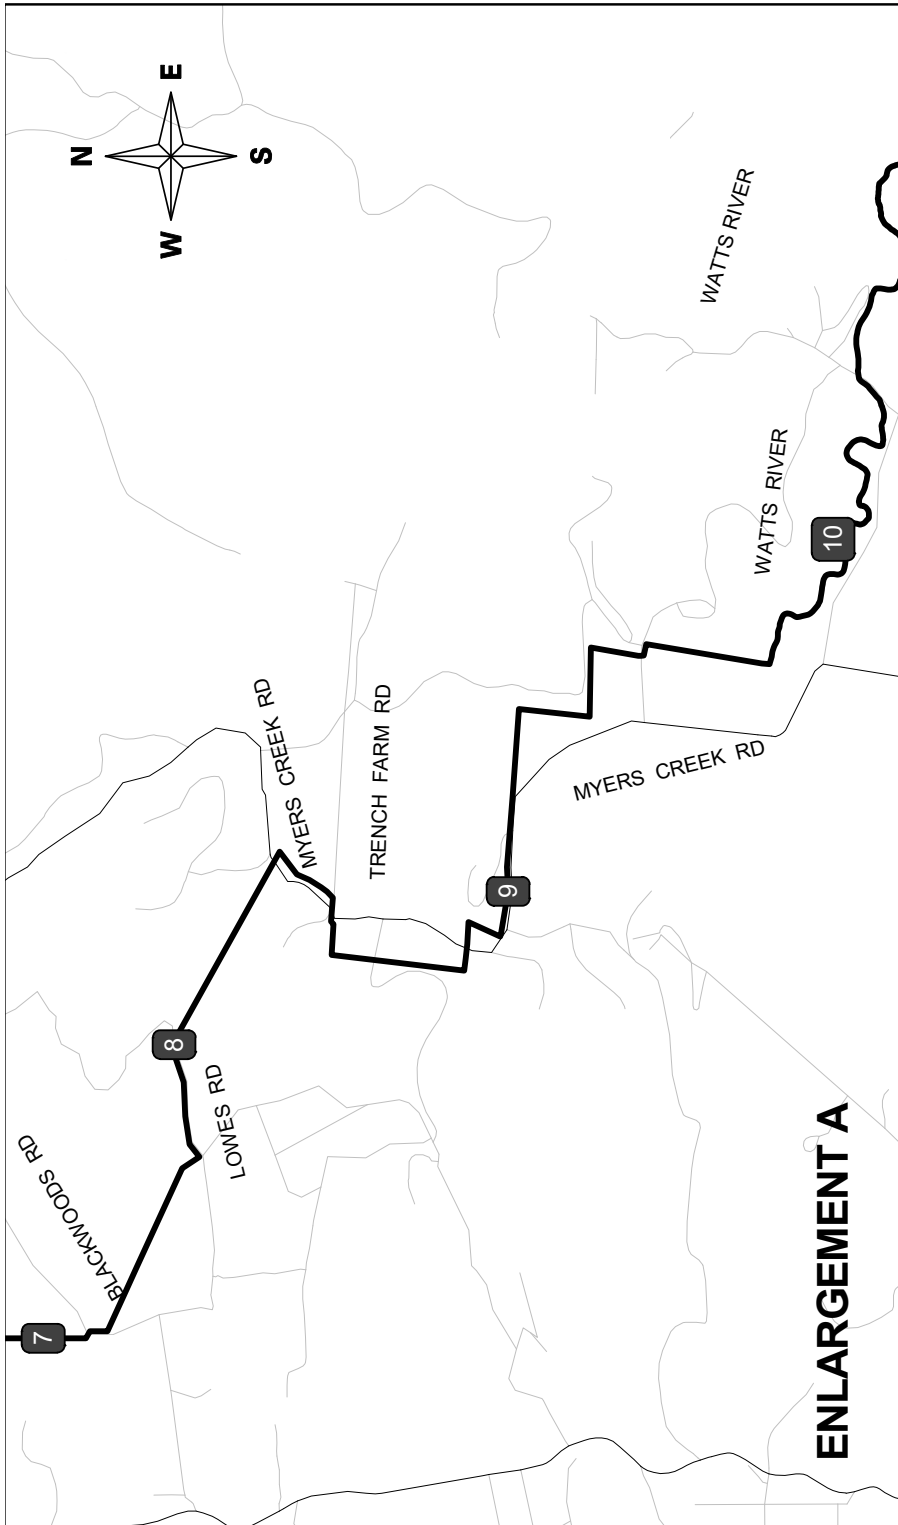 N
E
S
W
WATTS RIVER
WATTS RIVER
10
MYERS CREEK RD
TRENCH FARM RD
MYERS CREEK RD
9
8
LOWES RD
BLACKWOODS RD
7
ENLARGEMENT A